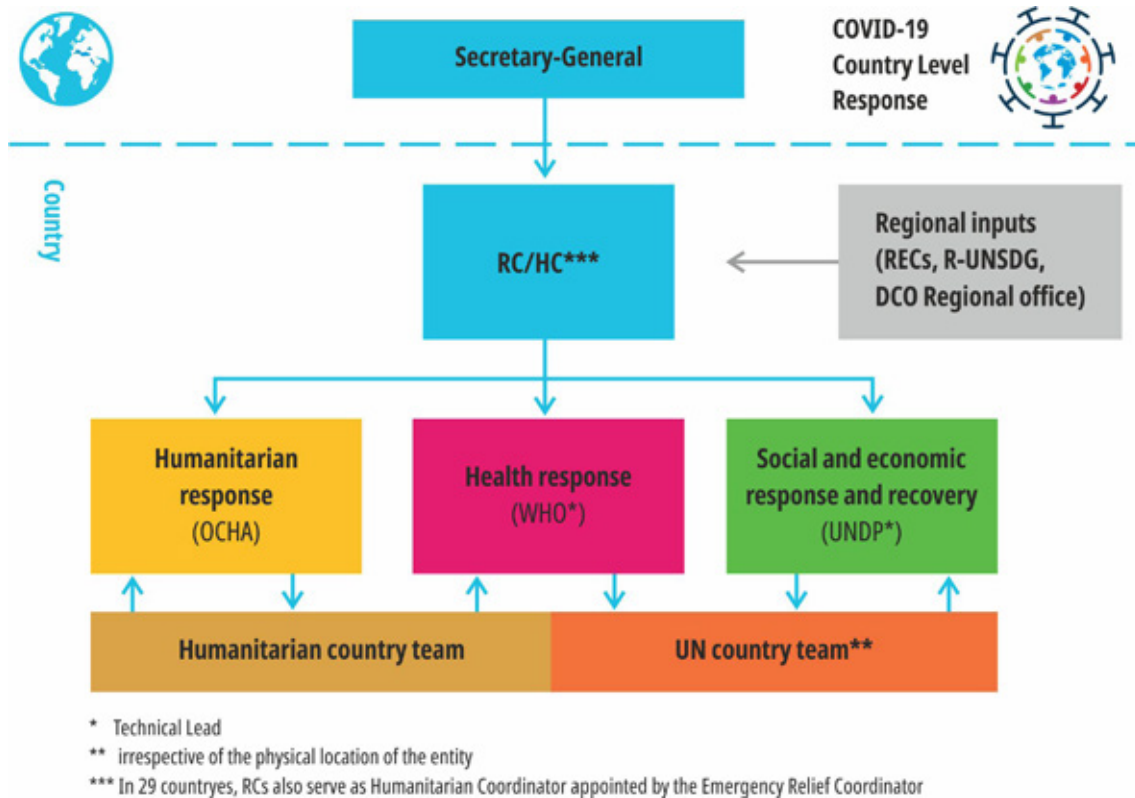 Secretary-General
COVID-19
Country Level
Response
Country
RC/HC***
Regional inputs
(RECs, R-UNSDG,
DCO Regional office)
Humanitarian
response
(OCHA)
Health response
(WHO*)
Social and economic
response and recovery
(UNDP*)
Humanitarian country team
UN country team**
* Technical Lead
** irrespective of the physical location of the entity
*** In 29 countryes, RCs also serve as Humanitarian Coordinator appointed by the Emergency Relief Coordinator